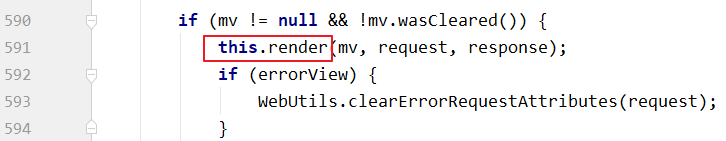 590 if (mv != null && !mv.wasCleared()) {
591 this.render(mv, request, response);
592 if (errorView) {
593 WebUtils.clearErrorRequestAttributes(request);
594 }